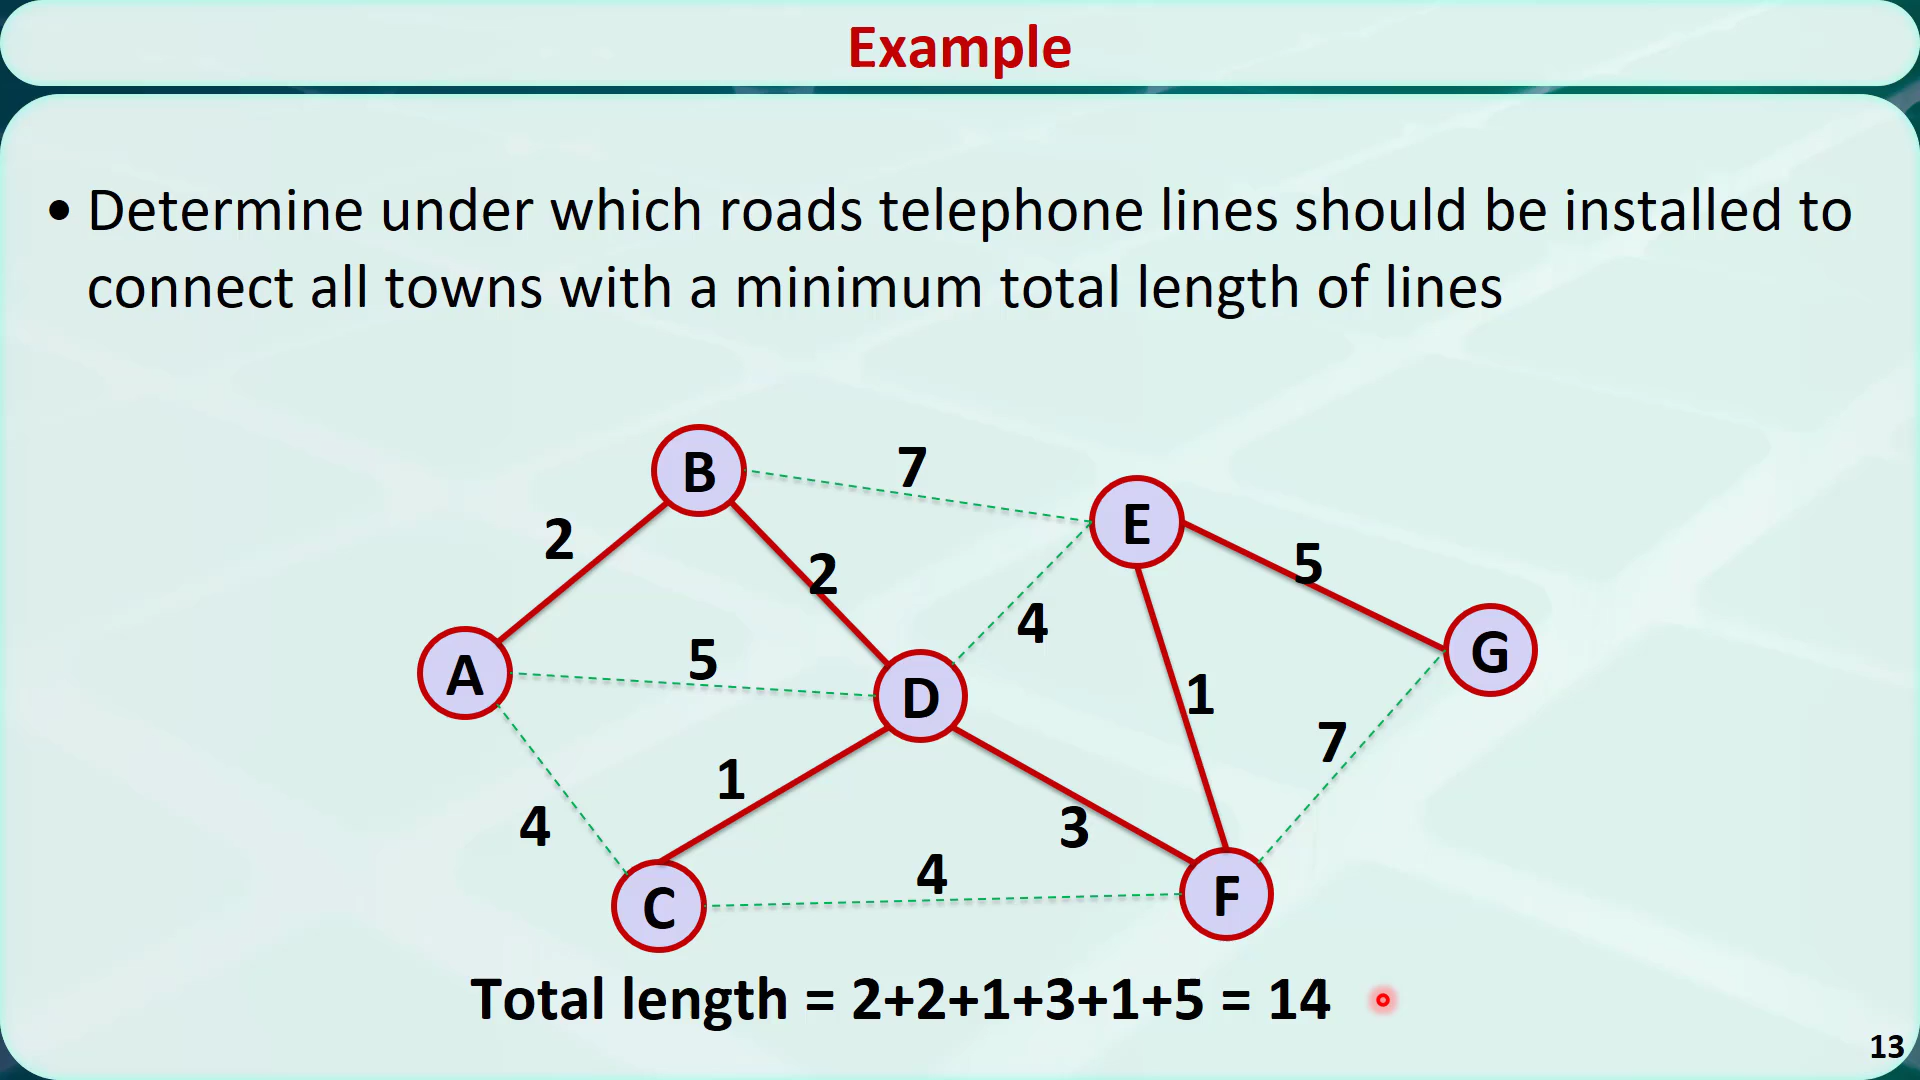 Example
• Determine under which roads telephone lines should be installed to
connect all towns with a minimum total length of lines
B
7
E
2
2
5
4
A
5
D
G
1
1
7
4
3
C
4
F
Total length = 2+2+1+3+1+5 = 14
13